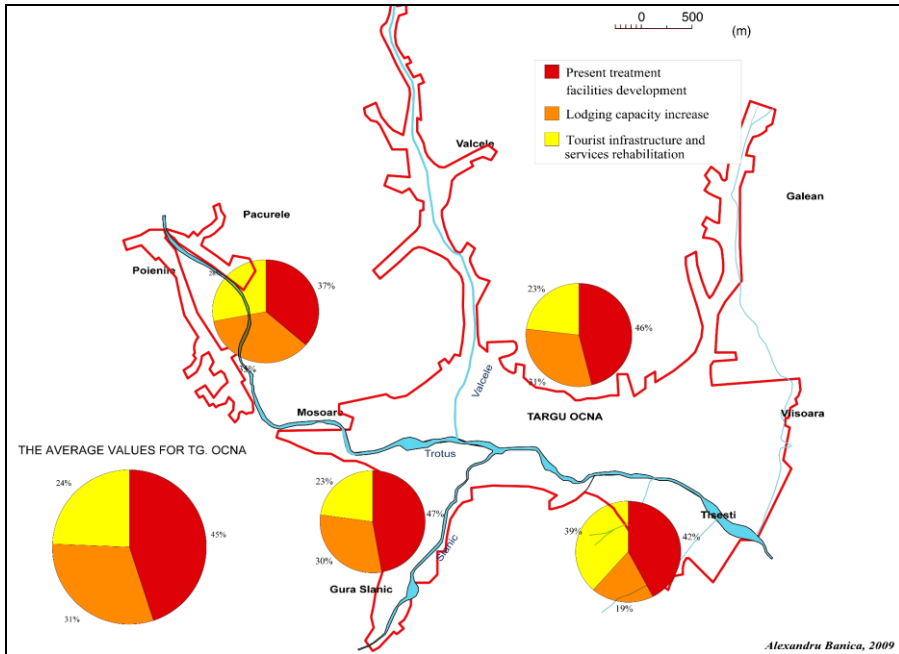 0 500
(m)
Present treatment
facilities development
Lodging capacity increase
Tourist infrastructure and
services rehabilitation
Valcele
Galean
Pacurele
Poienile
37%
23%
46%
31%
Valcele
Mosoare
TARGU OCNA
Vlisoara
THE AVERAGE VALUES FOR TG. OCNA
Trotus
24%
45%
31%
23%
47%
30%
Slanic
Gura Slanic
Tisesti
39%
42%
19%
Alexandru Banica, 2009